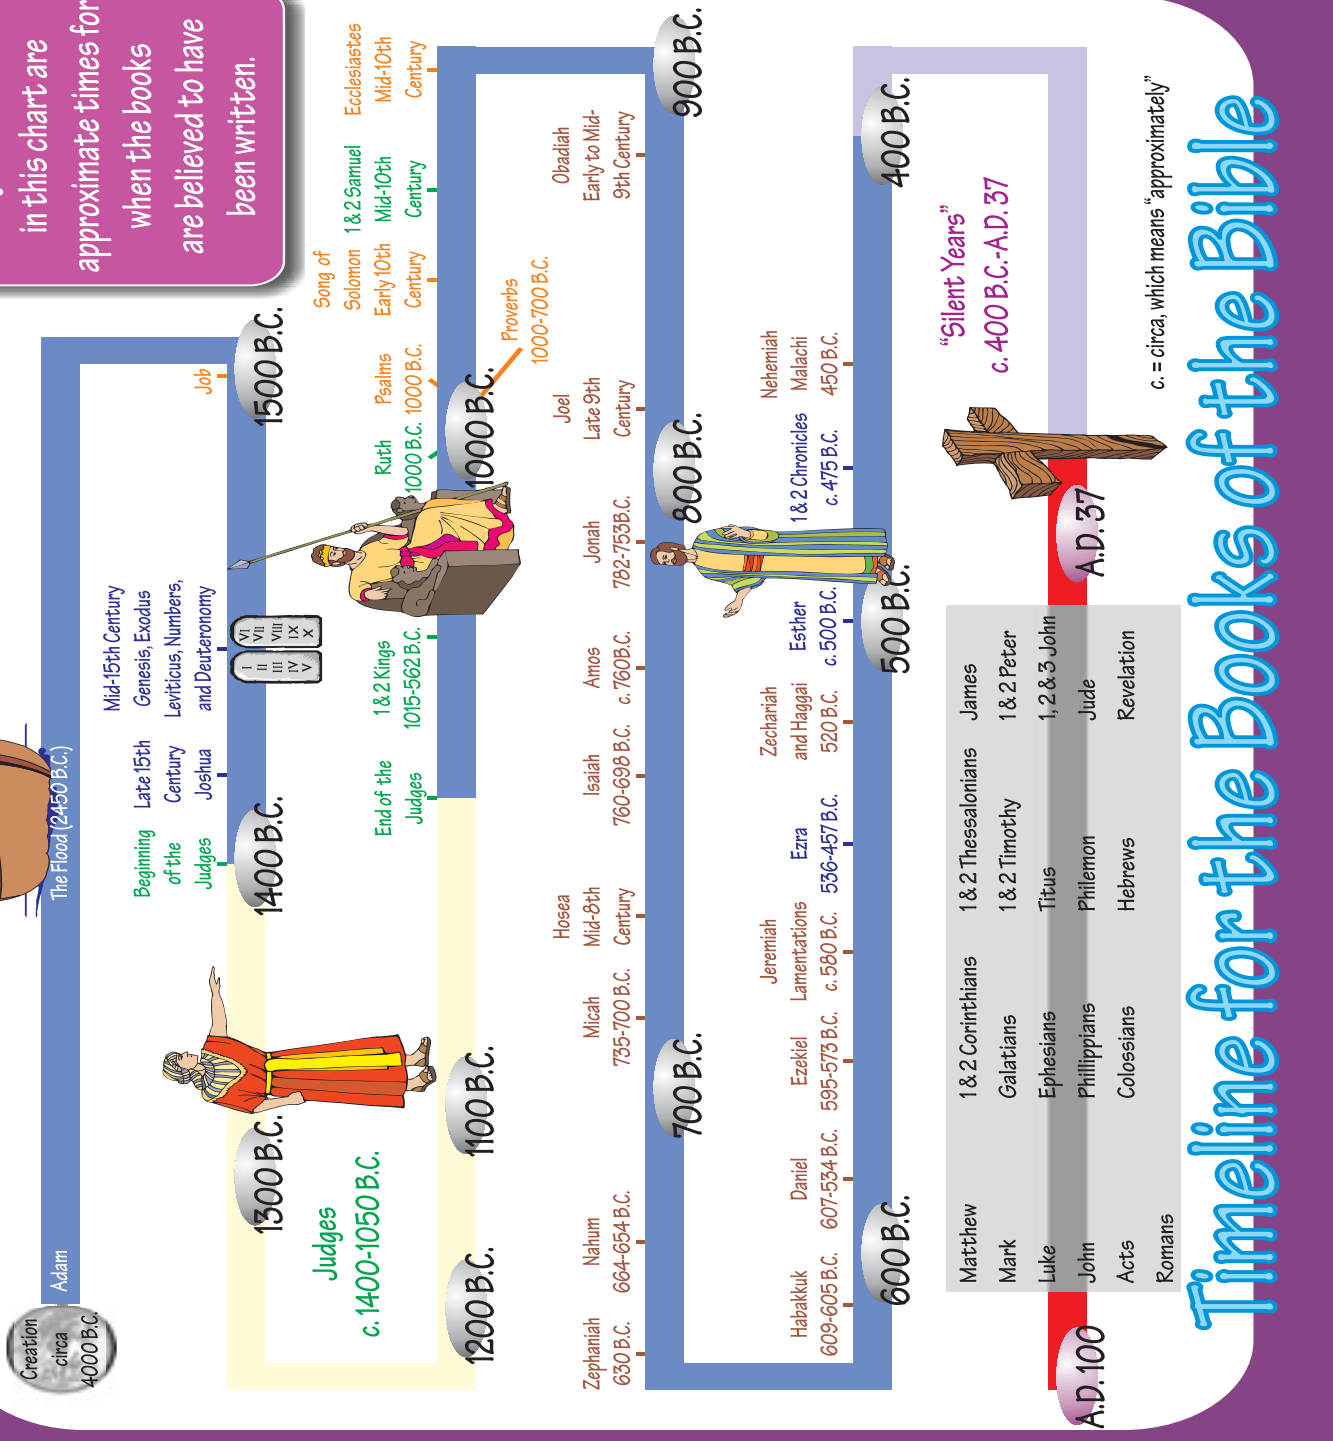 in this chart are
approximate times for
when the books
are believed to have
been written.
Creation
circa
4000 B.C.
Adam
The Flood (2450 B.C.)
Job
1500 B.C.
Mid-15th Century
Genesis, Exodus
Leviticus, Numbers,
and Deuteronomy
I
II
III
IV
V
VI
VII
VIII
IX
X
Late 15th
Century
Joshua
Beginning
of the
Judges
1400 B.C.
1300 B.C.
Judges
c. 1400-1050 B.C.
1200 B.C.
1100 B.C.
End of the
Judges
1 & 2 Kings
1015-562 B.C.
Ruth
1000 B.C.
Psalms
1000 B.C.
1000 B.C.
Proverbs
1000-700 B.C.
Song of
Solomon
Early 10th
Century
1 & 2 Samuel
Mid-10th
Century
Ecclesiastes
Mid-10th
Century
900 B.C.
Obadiah
Early to Mid-
9th Century
Joel
Late 9th
Century
800 B.C.
Jonah
782-753B.C.
Amos
c. 760B.C.
Isaiah
760-698 B.C.
Hosea
Mid-8th
Century
Micah
735-700 B.C.
700 B.C.
Nahum
664-654 B.C.
Zephaniah
630 B.C.
Habakkuk
609-605 B.C.
600 B.C.
Daniel
607-534 B.C.
Ezekiel
595-573 B.C.
Jeremiah
Lamentations
c. 580 B.C.
Ezra
536-457 B.C.
Zechariah
and Haggai
520 B.C.
Esther
c. 500 B.C.
500 B.C.
1 & 2 Chronicles
c. 475 B.C.
Nehemiah
Malachi
450 B.C.
400 B.C.
"Silent Years"
c. 400 B.C.-A.D. 37
A.D. 37
Matthew
Mark
Luke
John
Acts
Romans
1 & 2 Corinthians
Galatians
Ephesians
Phillippians
Colossians
1 & 2 Thessalonians
1 & 2 Timothy
Titus
Philemon
Hebrews
James
1 & 2 Peter
1, 2 & 3 John
Jude
Revelation
A.D. 100
c. = circa, which means "approximately"
Timeline for the Books of the Bible